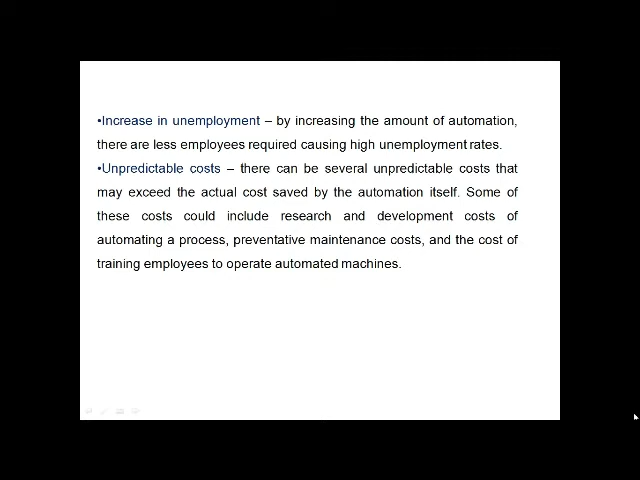 •Increase in unemployment – by increasing the amount of automation,
there are less employees required causing high unemployment rates.
•Unpredictable costs – there can be several unpredictable costs that
may exceed the actual cost saved by the automation itself. Some of
these costs could include research and development costs of
automating a process, preventative maintenance costs, and the cost of
training employees to operate automated machines.